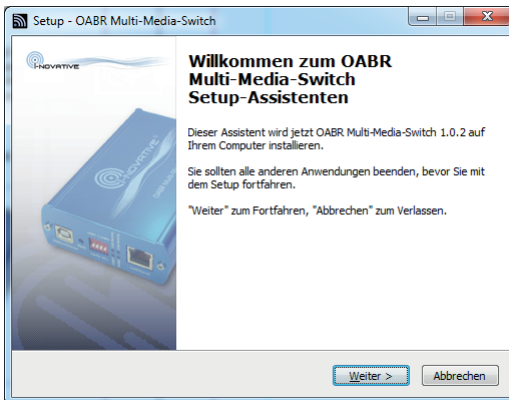 Setup - OABR Multi-Media-Switch
I-NOVATIVE
Willkommen zum OABR
Multi-Media-Switch
Setup-Assistenten
Dieser Assistent wird jetzt OABR Multi-Media-Switch 1.0.2 auf
Ihrem Computer installieren.
Sie sollten alle anderen Anwendungen beenden, bevor Sie mit
dem Setup fortfahren.
"Weiter" zum Fortfahren, "Abbrechen" zum Verlassen.
I-NOVATIVE
Weiter >
Abbrechen